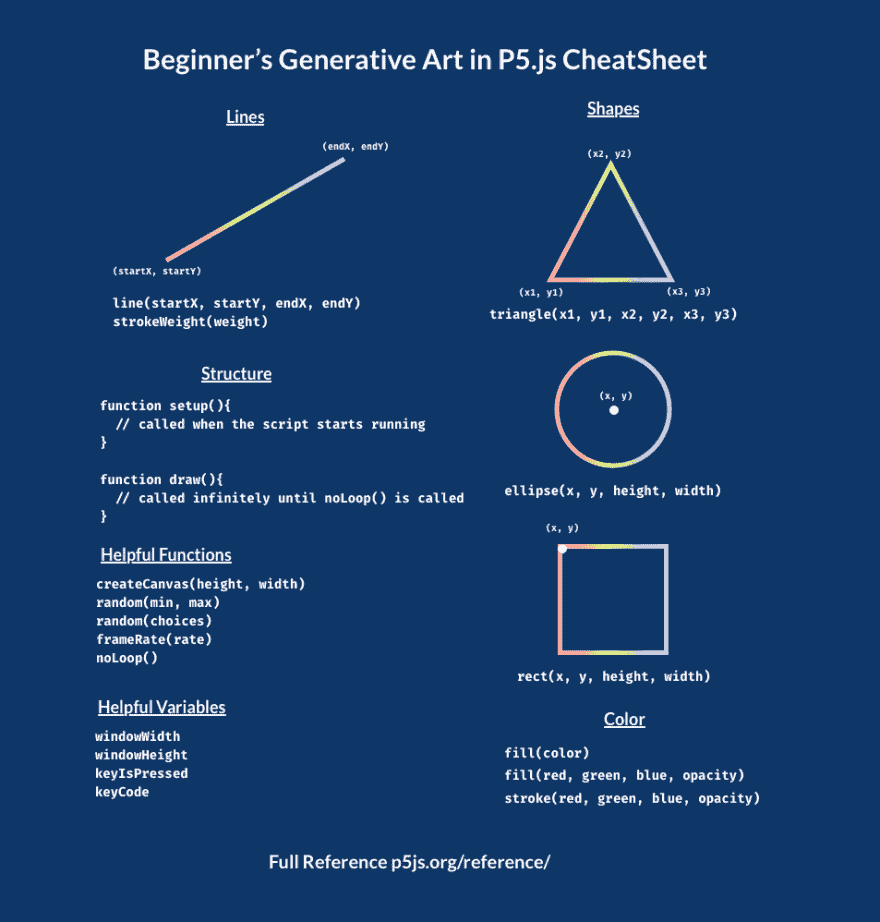 Beginner’s Generative Art in P5.js CheatSheet
Lines
(endX, endY)
(startX, startY)
line(startX, startY, endX, endY)
strokeWeight(weight)
Structure
function setup(){
  // called when the script starts running
}
function draw(){
  // called infinitely until noLoop() is called
}
Helpful Functions
createCanvas(height, width)
random(min, max)
random(choices)
frameRate(rate)
noLoop()
Helpful Variables
windowWidth
windowHeight
keyIsPressed
keyCode
Shapes
(x2, y2)
(x1, y1)
(x3, y3)
triangle(x1, y1, x2, y2, x3, y3)
(x, y)
ellipse(x, y, height, width)
(x, y)
rect(x, y, height, width)
Color
fill(color)
fill(red, green, blue, opacity)
stroke(red, green, blue, opacity)
Full Reference p5js.org/reference/